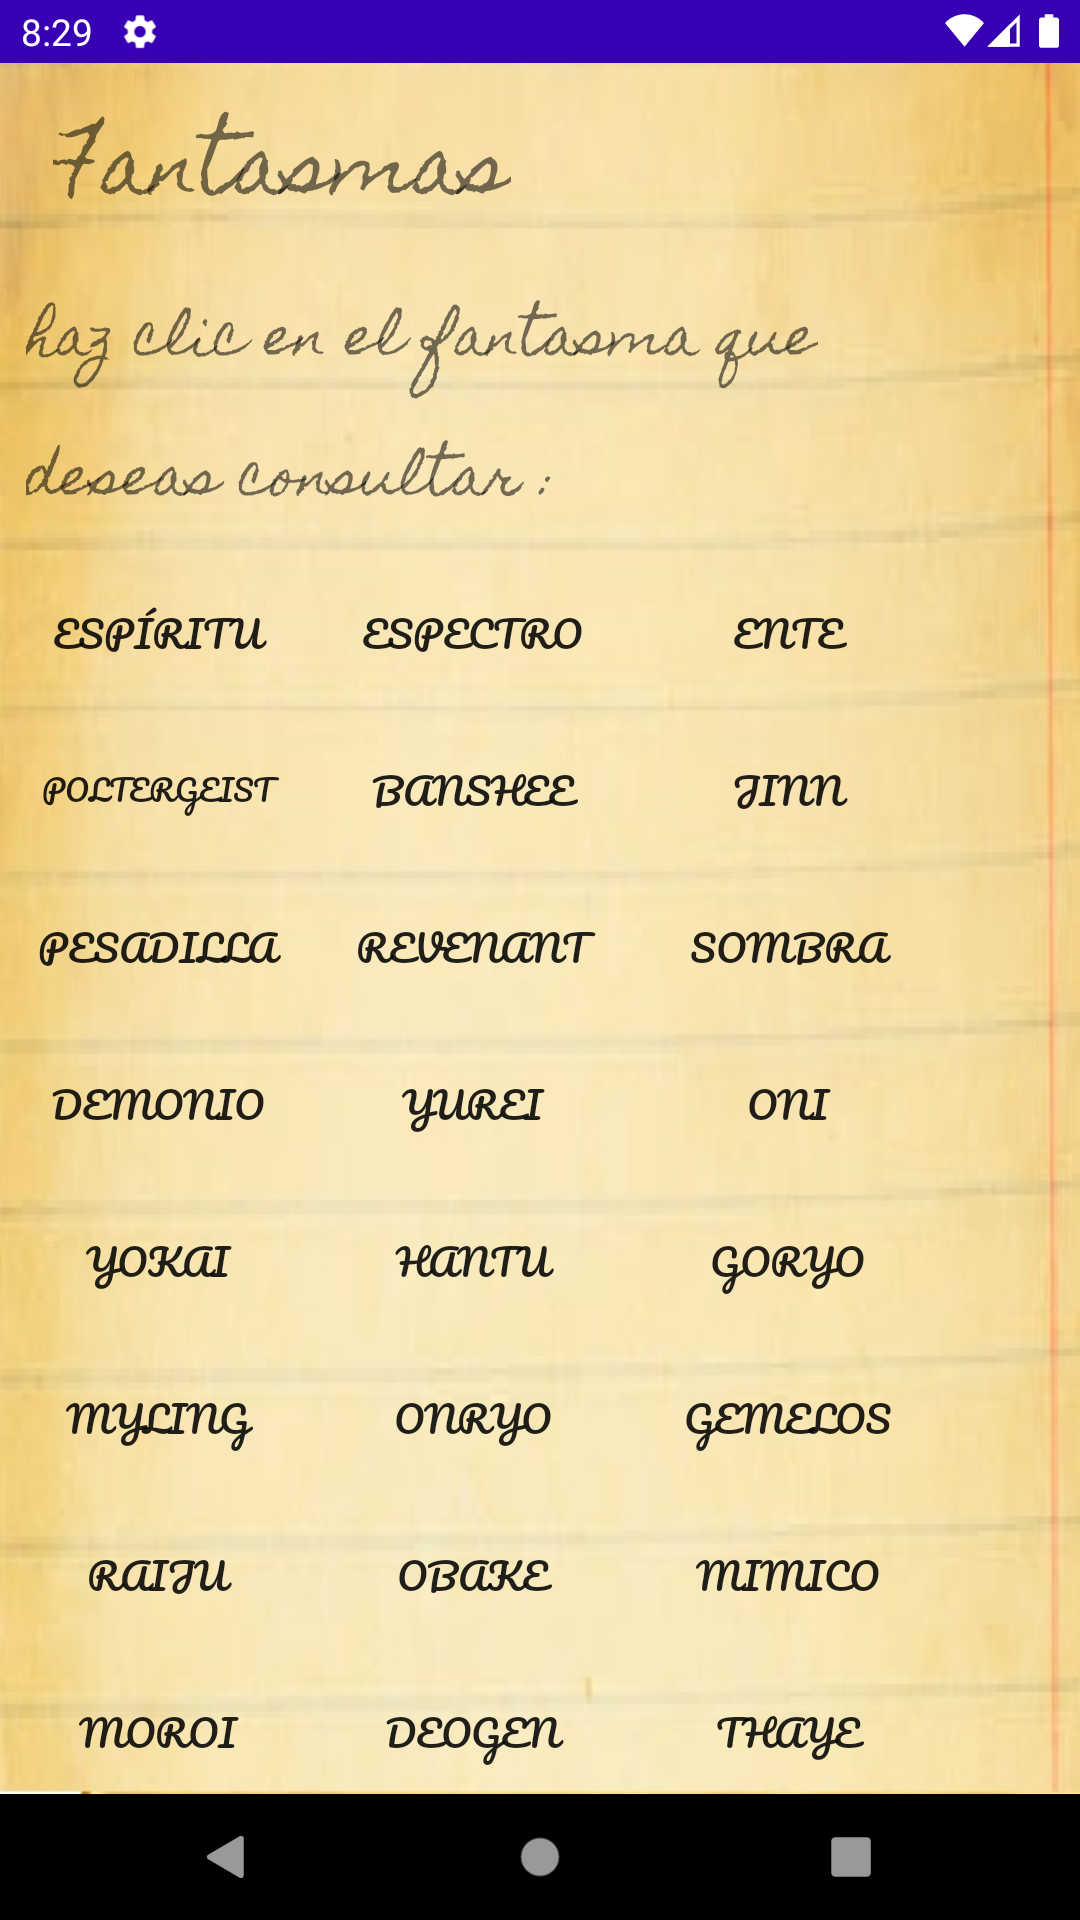 8:29
Fantasmas
haz clic en el fantasma que
deseas consultar :
ESPÍRITU ESPECTRO ENTE
POLTERGEIST BANSHEE JINN
PESADILLA REVENANT SOMBRA
DEMONIO YUREI ONI
YOKAI HANTU GORYO
MYLING ONRYO GEMELOS
RAIJU OBAKE MIMICO
MOROI DEOGEN THAYE